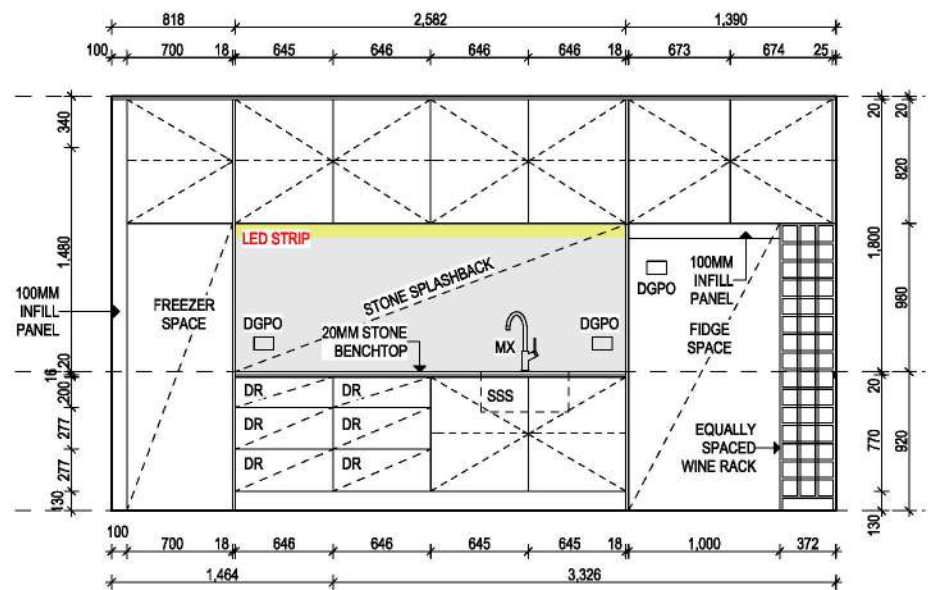 818
2,582
1,390
100
700
18
645
646
646
646
18
673
674
25
340
20
20
820
LED STRIP
1,480
1,800
100MM
INFILL
PANEL
FREEZER
SPACE
STONE SPLASHBACK
DGPO
20MM STONE
BENCHTOP
MX
DGPO
DGPO
100MM
INFILL
PANEL
FIDGE
SPACE
980
16
20
20
200
277
277
130
DR
DR
DR
DR
DR
DR
SSS
EQUALLY
SPACED
WINE RACK
770
920
130
100
700
18
646
646
645
645
18
1,000
372
1,464
3,326